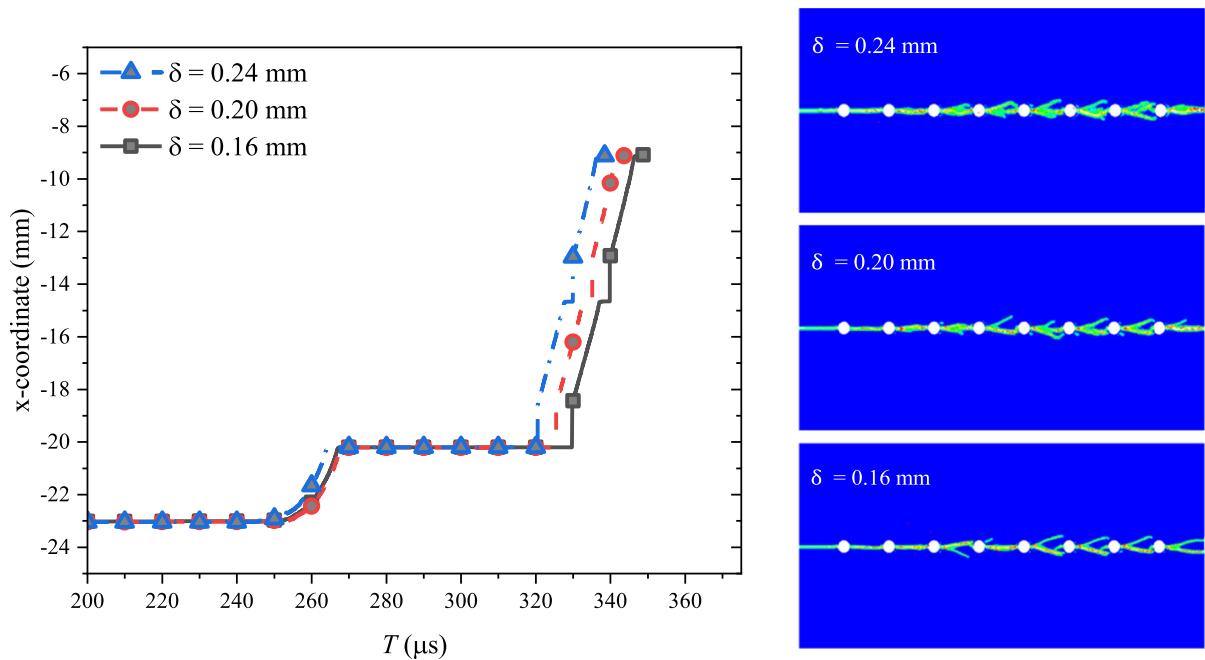 δ = 0.24 mm
δ = 0.20 mm
δ = 0.16 mm
x-coordinate (mm)
-6
-8
-10
-12
-14
-16
-18
-20
-22
-24
200
220
240
260
280
300
320
340
360
T (μs)
δ = 0.24 mm
δ = 0.20 mm
δ = 0.16 mm